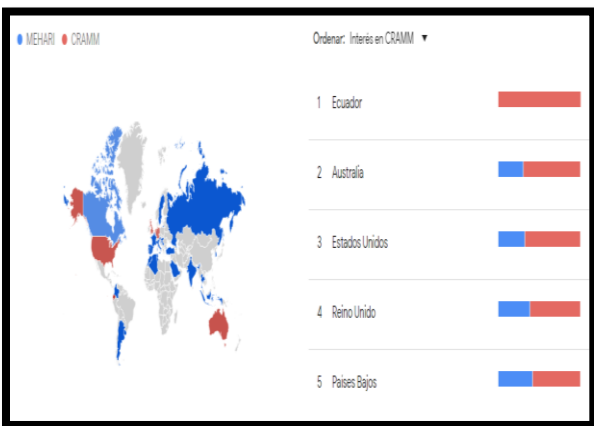 MEHARI CRAMM
Ordenar: Interés en CRAMM
1 Ecuador
2 Australia
3 Estados Unidos
4 Reino Unido
5 Países Bajos